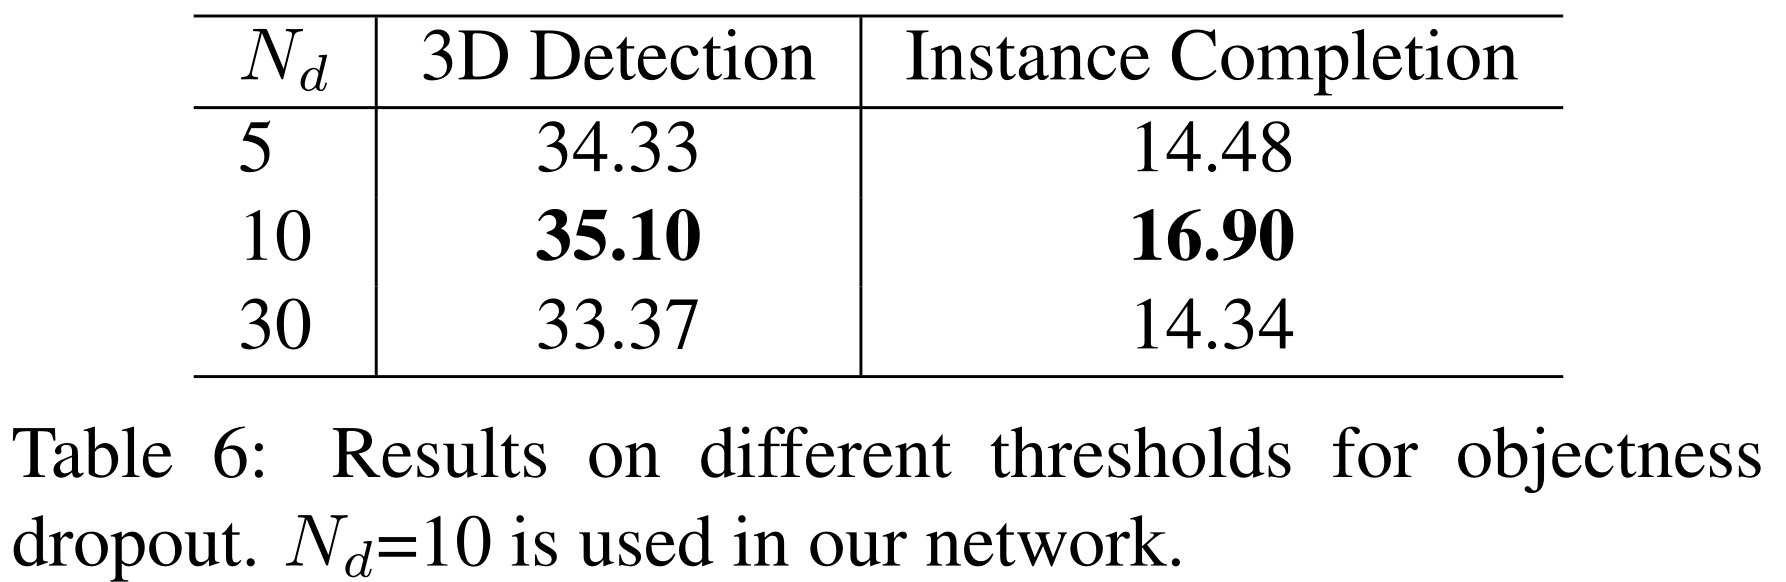 N_d 3D Detection Instance Completion
5 34.33 14.48
10 35.10 16.90
30 33.37 14.34
Table 6: Results on different thresholds for objectness
dropout. N_d=10 is used in our network.